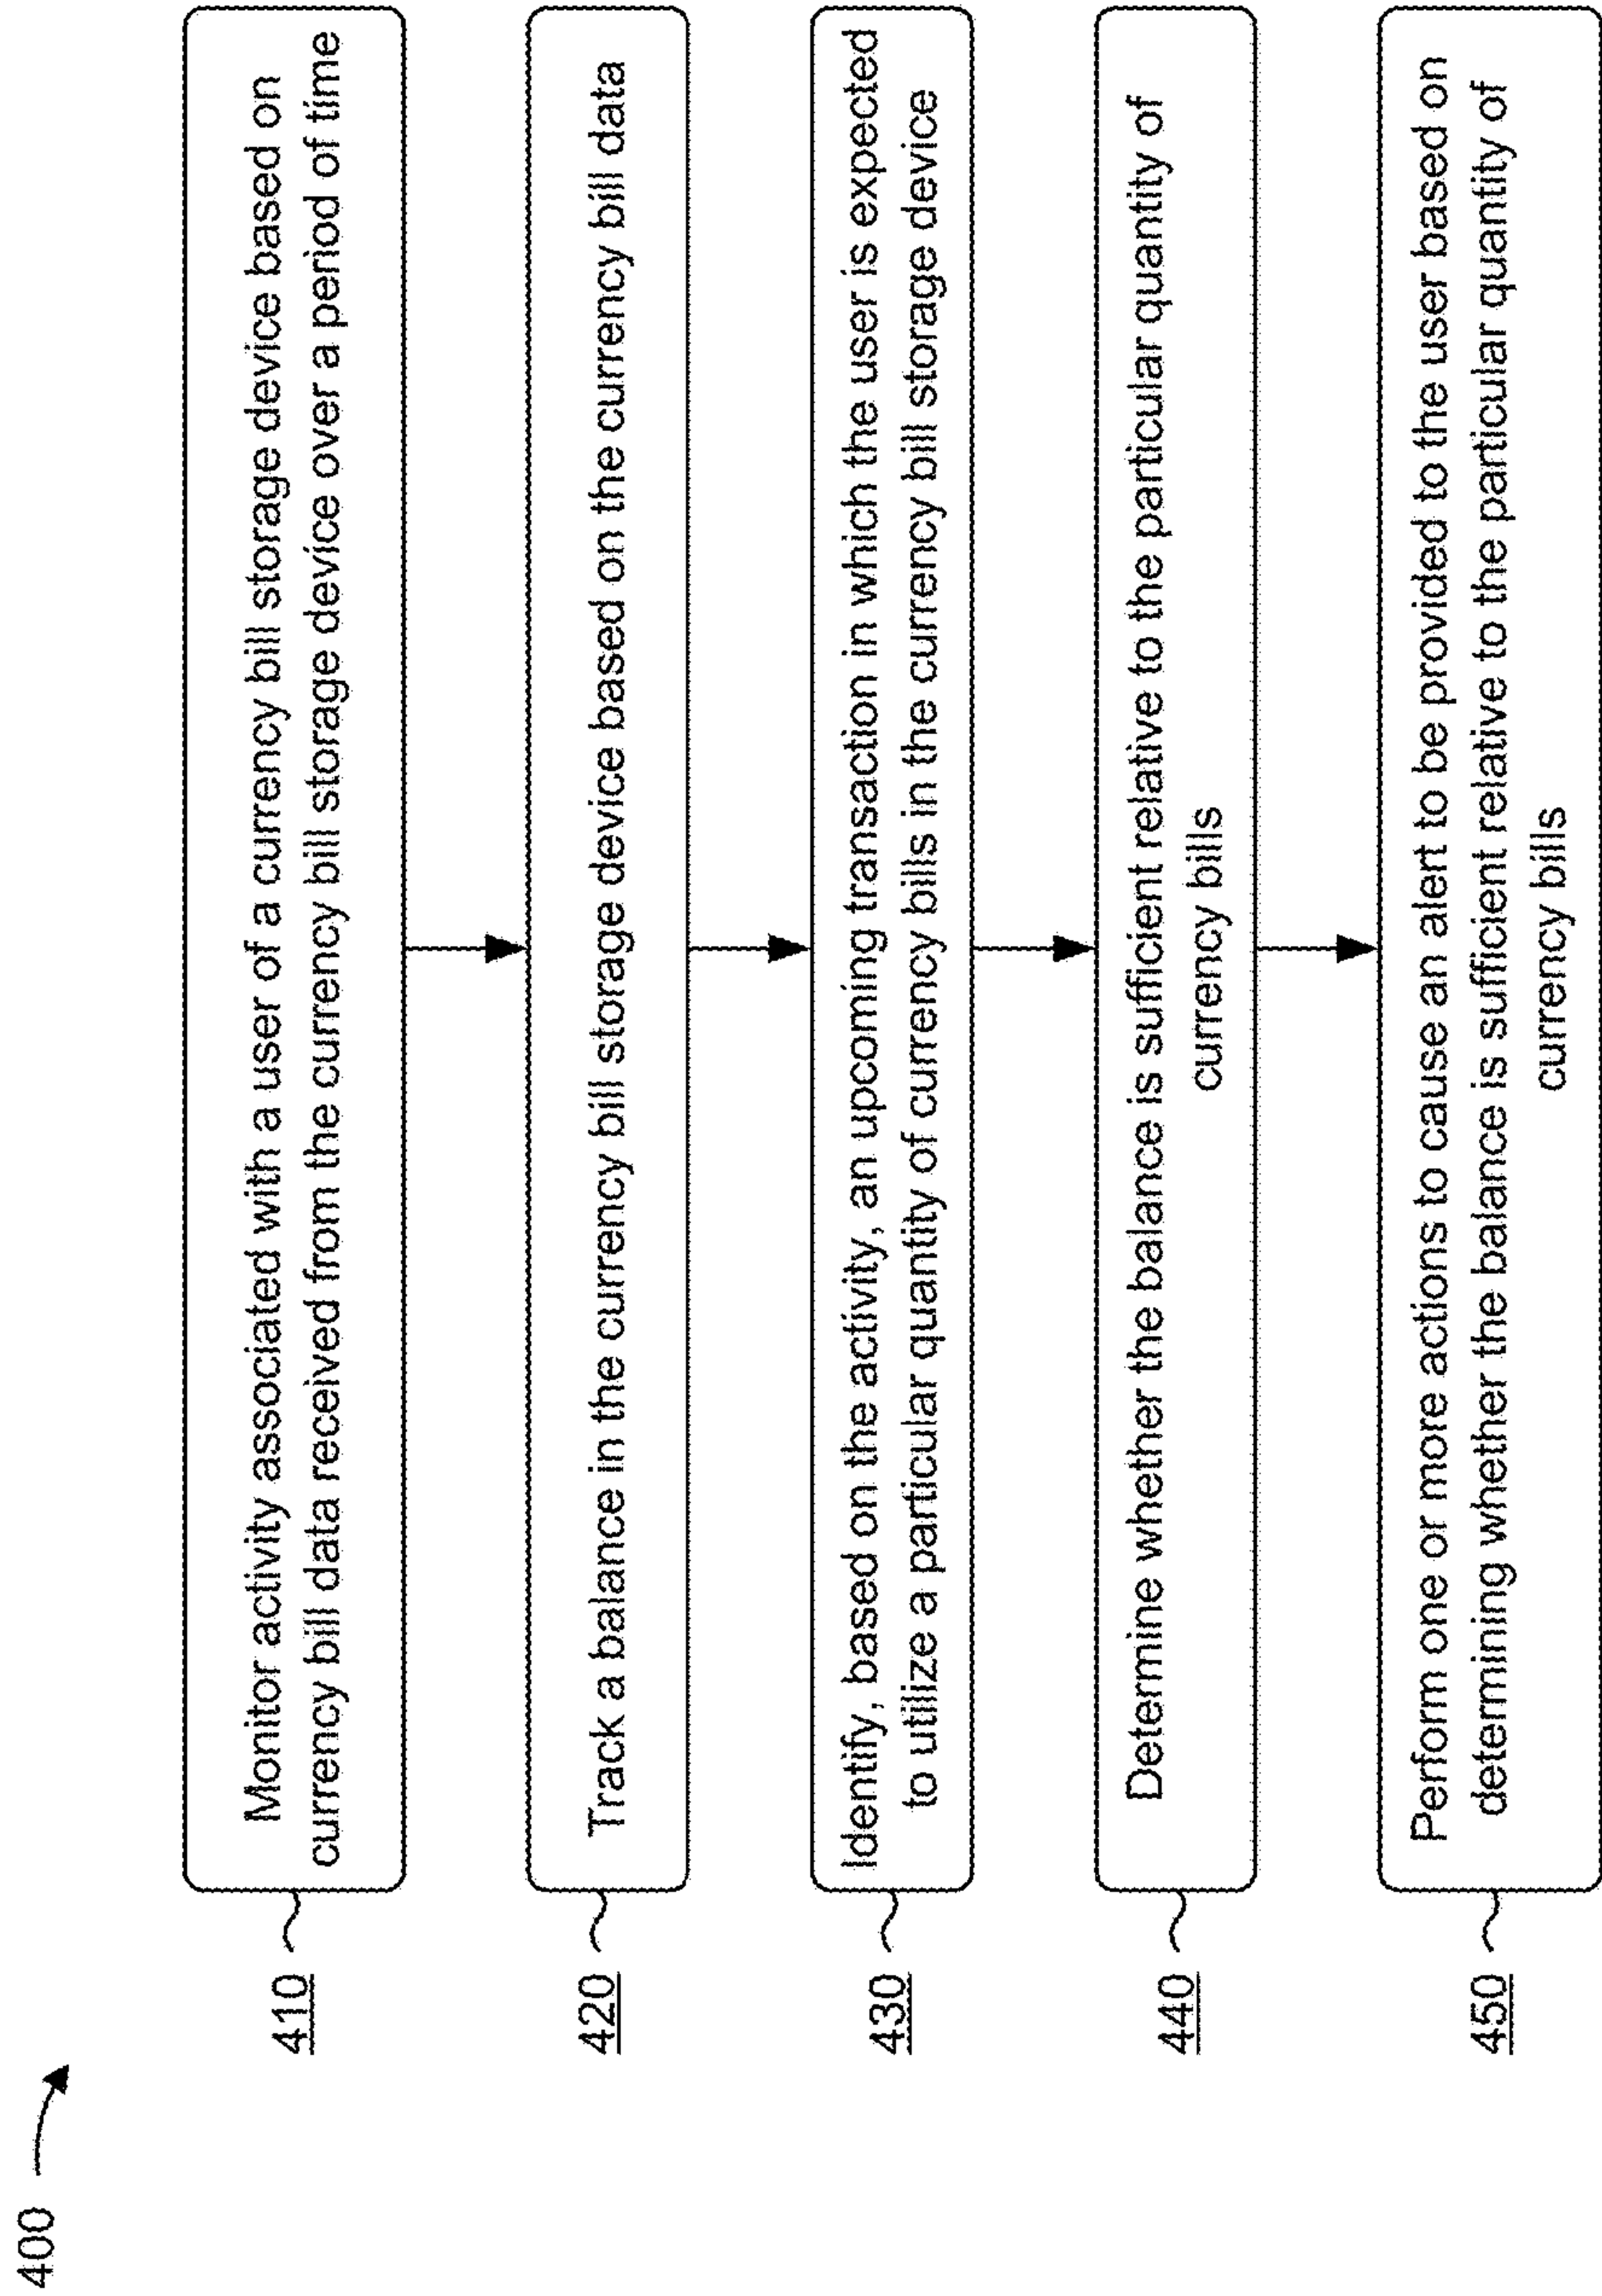 400
410
Monitor activity associated with a user of a currency bill storage device based on
currency bill data received from the currency bill storage device over a period of time
420
Track a balance in the currency bill storage device based on the currency bill data
430
Identify, based on the activity, an upcoming transaction in which the user is expected
to utilize a particular quantity of currency bills in the currency bill storage device
440
Determine whether the balance is sufficient relative to the particular quantity of
currency bills
450
Perform one or more actions to cause an alert to be provided to the user based on
determining whether the balance is sufficient relative to the particular quantity of
currency bills